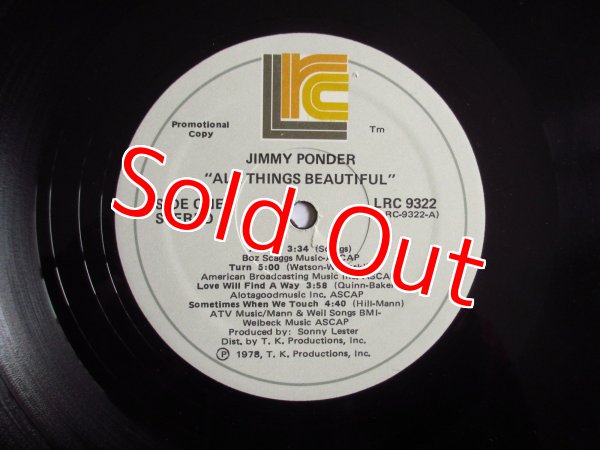 lrc
Promotional
Copy
Tm
JIMMY PONDER
"ALL THINGS BEAUTIFUL"
SIDE ONE
STEREO
LRC 9322
(LRC-9322-A)
Sold Out
3:34 (Scaggs)
Boz Scaggs Music-ASCAP
Turn 5:00
American Broadcasting Music Inc. ASCAP
Love Will Find A Way 3:58 (Quinn-Baker)
Alotagoodmusic Inc. ASCAP
Sometimes When We Touch 4:40 (Hill-Mann)
ATV Music/Mann & Weil Songs BMI-
Welbeck Music ASCAP
Produced by: Sonny Lester
Dist. by T. K. Productions, Inc.
Ⓟ 1978, T. K. Productions, Inc.